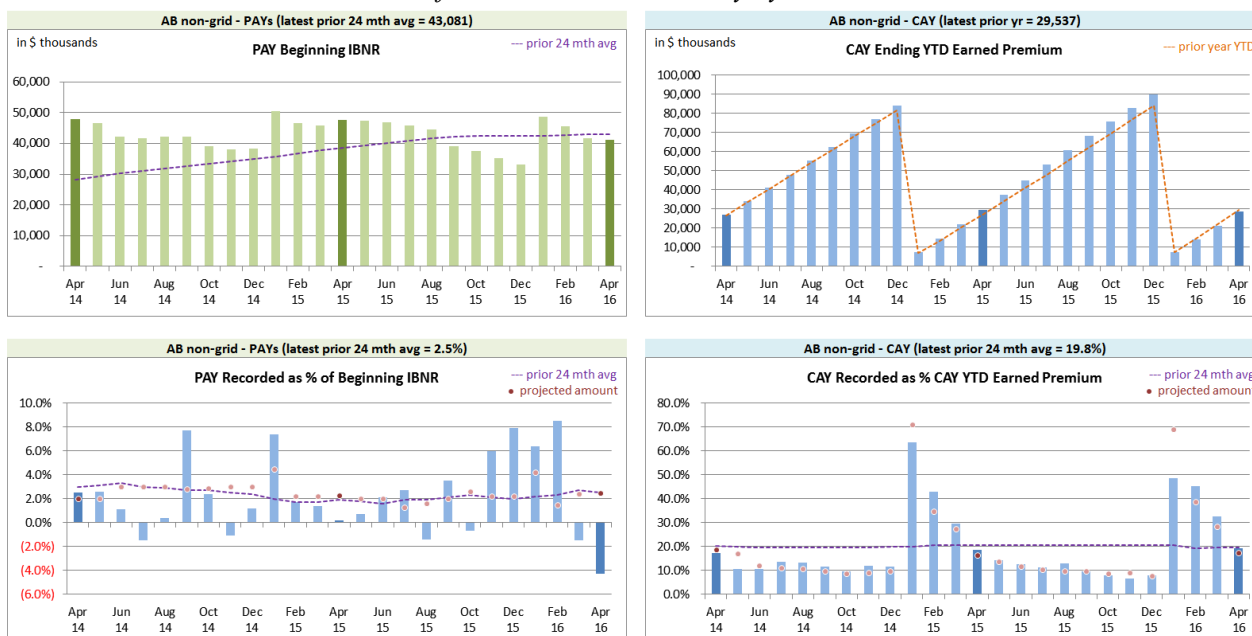 AB non-grid - PAYs (latest prior 24 mth avg = 43,081)
in $ thousands
PAY Beginning IBNR
--- prior 24 mth avg
60,000
50,000
40,000
30,000
20,000
10,000
-
Apr 14 Jun 14 Aug 14 Oct 14 Dec 14 Feb 15 Apr 15 Jun 15 Aug 15 Oct 15 Dec 15 Feb 16 Apr 16
AB non-grid - CAY (latest prior yr = 29,537)
in $ thousands
CAY Ending YTD Earned Premium
--- prior year YTD
100,000
90,000
80,000
70,000
60,000
50,000
40,000
30,000
20,000
10,000
-
Apr 14 Jun 14 Aug 14 Oct 14 Dec 14 Feb 15 Apr 15 Jun 15 Aug 15 Oct 15 Dec 15 Feb 16 Apr 16
AB non-grid - PAYs (latest prior 24 mth avg = 2.5%)
PAY Recorded as % of Beginning IBNR
--- prior 24 mth avg
• projected amount
10.0%
8.0%
6.0%
4.0%
2.0%
0.0%
(2.0%)
(4.0%)
(6.0%)
Apr 14 Jun 14 Aug 14 Oct 14 Dec 14 Feb 15 Apr 15 Jun 15 Aug 15 Oct 15 Dec 15 Feb 16 Apr 16
AB non-grid - CAY (latest prior 24 mth avg = 19.8%)
CAY Recorded as % CAY YTD Earned Premium
--- prior 24 mth avg
• projected amount
80.0%
70.0%
60.0%
50.0%
40.0%
30.0%
20.0%
10.0%
0.0%
Apr 14 Jun 14 Aug 14 Oct 14 Dec 14 Feb 15 Apr 15 Jun 15 Aug 15 Oct 15 Dec 15 Feb 16 Apr 16